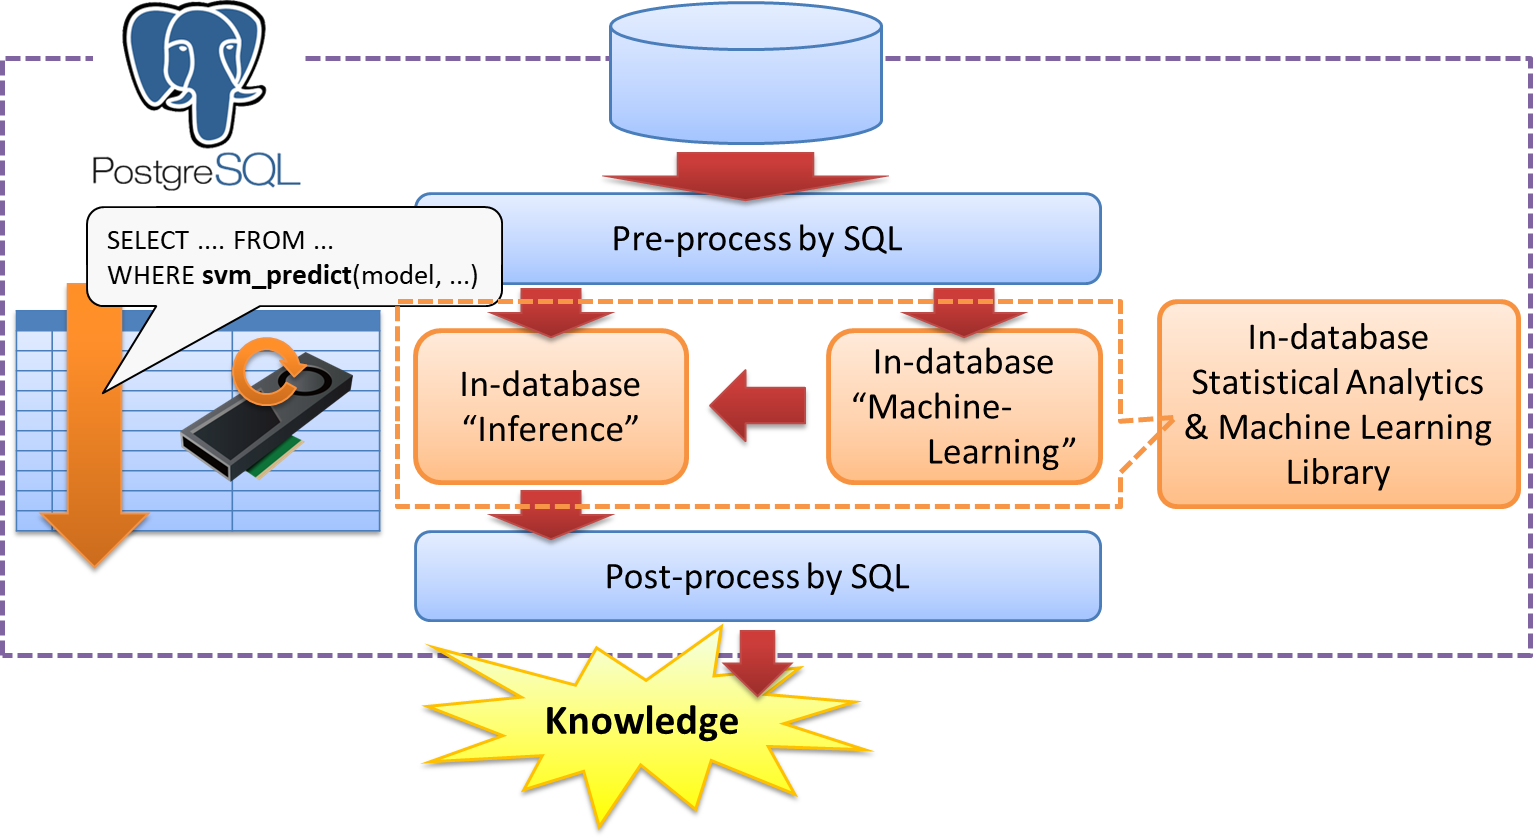 PostgreSQL
SELECT .... FROM ...
WHERE svm_predict(model, ...)
Pre-process by SQL
In-database
“Inference”
In-database
“Machine-
Learning”
In-database
Statistical Analytics
& Machine Learning
Library
Post-process by SQL
Knowledge